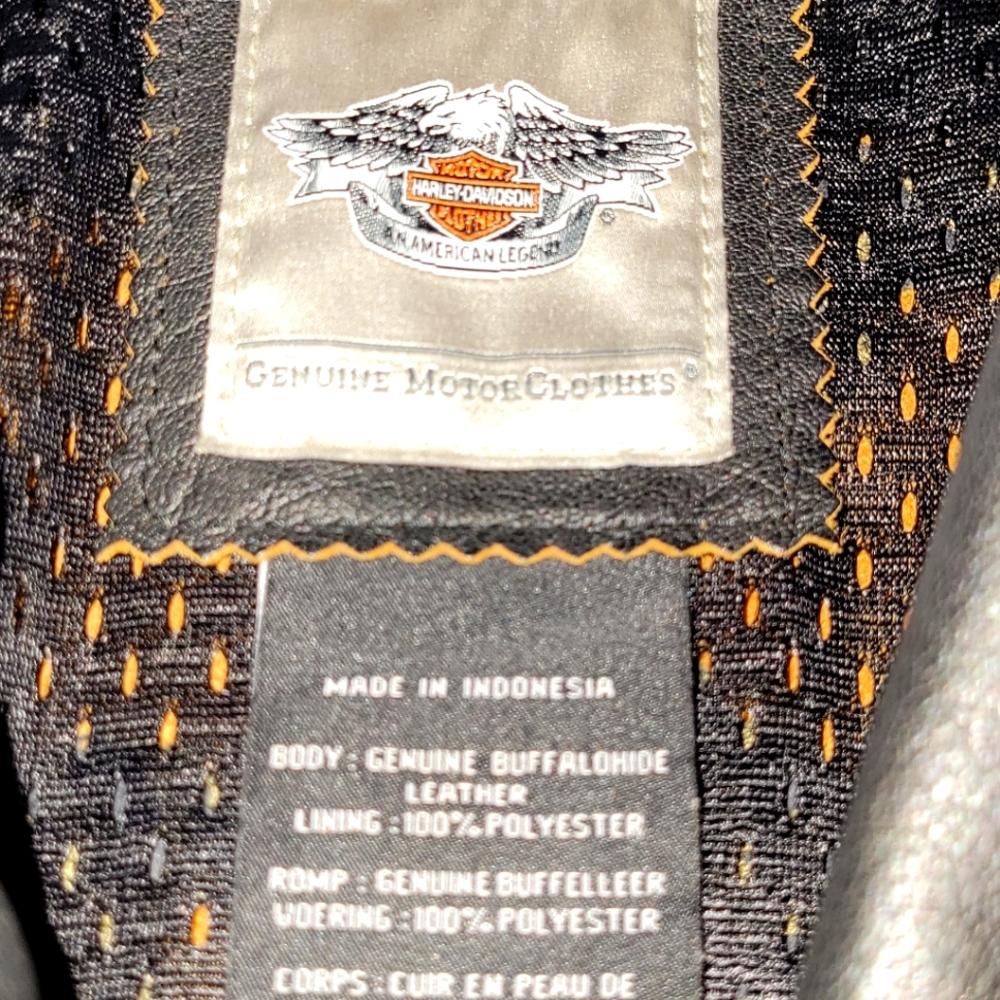 MOTOR
HARLEY-DAVIDSON
CLOTHES
AN AMERICAN LEGEND
®
GENUINE MOTORCLOTHES®
MADE IN INDONESIA
BODY : GENUINE BUFFALOHIDE
LEATHER
LINING : 100% POLYESTER
ROMP : GENUINE BUFFELLEER
VOERING : 100% POLYESTER
CORPS : CUIR EN PEAU DE